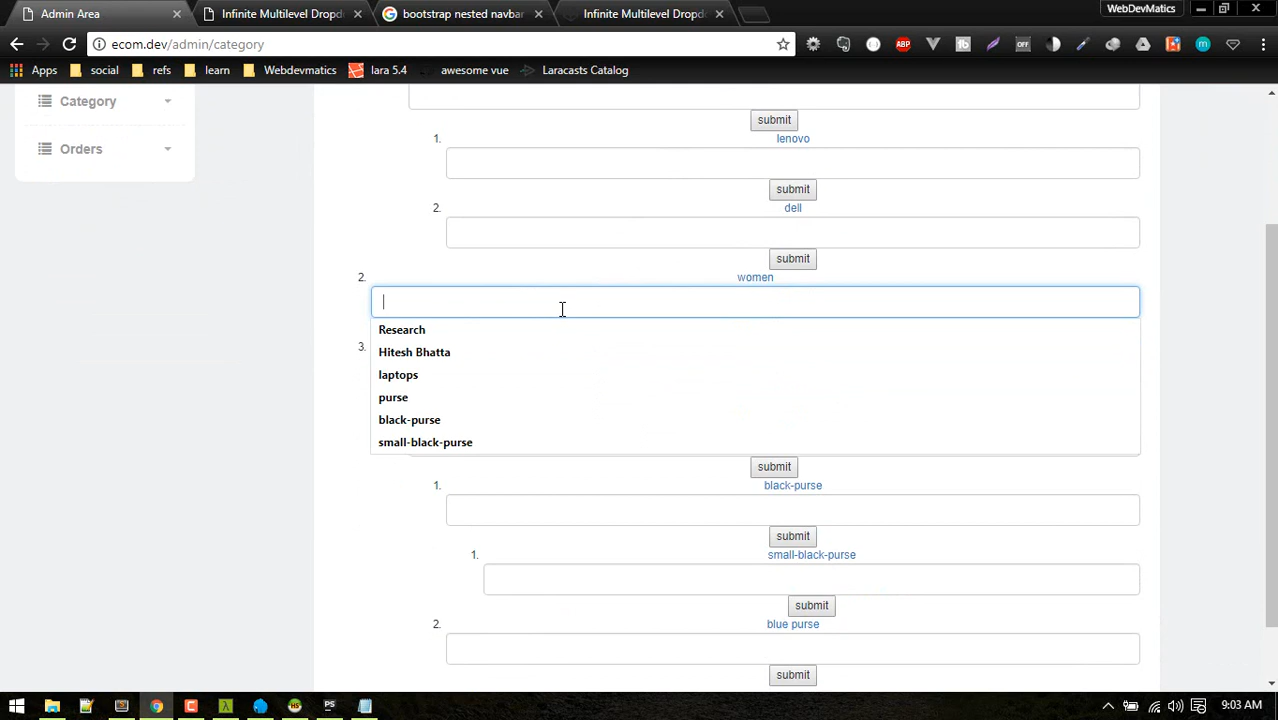 Admin Area
Infinite Multilevel Dropdo
bootstrap nested navbar
Infinite Multilevel Dropdo
WebDevMatics
ecom.dev/admin/category
Apps
social
refs
learn
Webdevmatics
lara 5.4
awesome vue
Laracasts Catalog
Category
Orders
submit
1. lenovo
submit
2. dell
submit
2. women
Research
3.
Hitesh Bhatta
laptops
purse
black-purse
small-black-purse
submit
1. black-purse
submit
1. small-black-purse
submit
2. blue purse
submit
9:03 AM